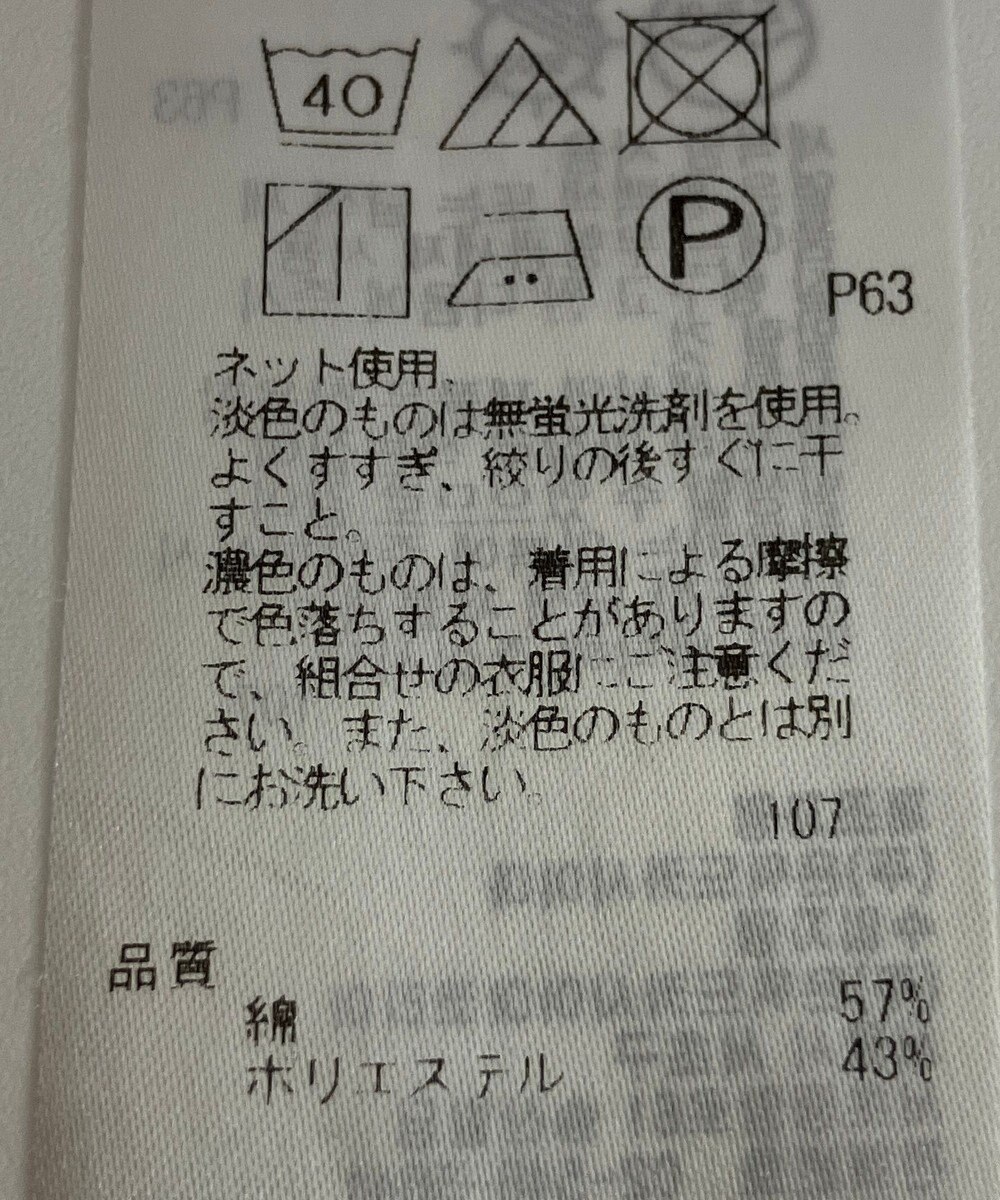 40
P
P63
ネット使用。
淡色のものは無蛍光洗剤を使用。
よくすすぎ、絞りの後すぐに干
すこと。
濃色のものは、着用による摩擦
で色落ちすることがありますの
で、組合せの衣服にご注意くだ
さい。また、淡色のものとは別
にお洗い下さい。
107
品質
綿 57%
ポリエステル 43%